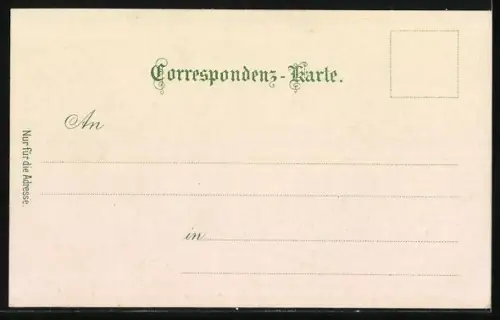 Correspondenz-Karte.
An
in
Nur für die Adresse.